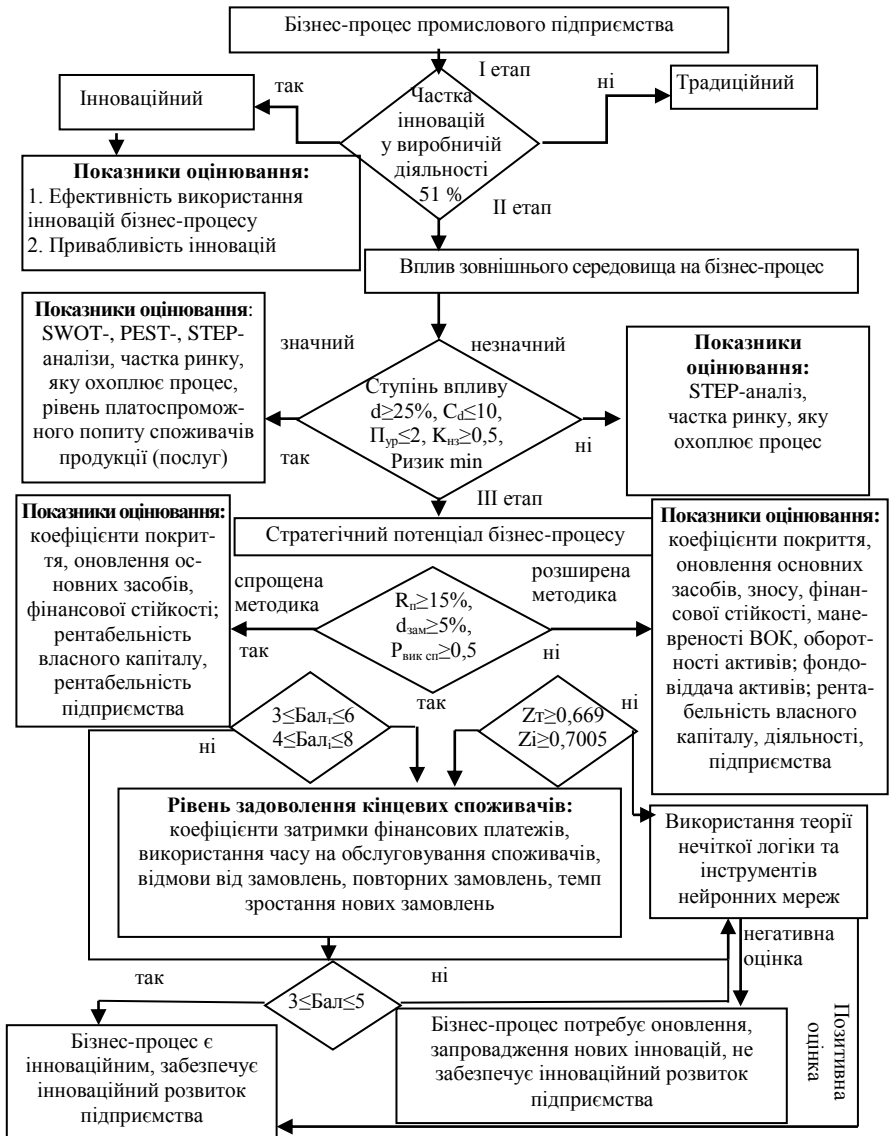 Бізнес-процес промислового підприємства
І етап
так
ні
Інноваційний
Традиційний
Частка
інновацій
у виробничій
діяльності
51 %
Показники оцінювання:
1. Ефективність використання
інновацій бізнес-процесу
2. Привабливість інновацій
ІІ етап
Вплив зовнішнього середовища на бізнес-процес
Показники оцінювання:
SWOT-, PEST-, STEP-
аналізи, частка ринку,
яку охоплює процес,
рівень платоспромож-
ного попиту споживачів
продукції (послуг)
значний
незначний
Ступінь впливу
d≥25%, Cd≤10,
Пур≤2, Kнз≥0,5,
Ризик min
так
ні
Показники
оцінювання:
STEP-аналіз,
частка ринку, яку
охоплює процес
ІІІ етап
Стратегічний потенціал бізнес-процесу
Показники оцінювання:
коефіцієнти покрит-
тя, оновлення ос-
новних засобів,
фінансової стійкості;
рентабельність
власного капіталу,
рентабельність
підприємства
спрощена
методика
так
Rп≥15%,
dзам≥5%,
Pвик сп≥0,5
розширена
методика
ні
Показники оцінювання:
коефіцієнти покриття,
оновлення основних
засобів, зносу, фінан-
сової стійкості, мане-
вреності ВОК, оборот-
ності активів; фондо-
віддача активів; рента-
бельність власного
капіталу, діяльності,
підприємства
3≤Балт≤6
4≤Балі≤8
так
ні
Zт≥0,669
Zі≥0,7005
ні
Рівень задоволення кінцевих споживачів:
коефіцієнти затримки фінансових платежів,
використання часу на обслуговування споживачів,
відмови від замовлень, повторних замовлень, темп
зростання нових замовлень
Використання теорії
нечіткої логіки та
інструментів
нейронних мереж
негативна
оцінка
так
ні
3≤Бал≤5
Позитивна
оцінка
Бізнес-процес є
інноваційним, забезпечує
інноваційний розвиток
підприємства
Бізнес-процес потребує оновлення,
запровадження нових інновацій, не
забезпечує інноваційний розвиток
підприємства